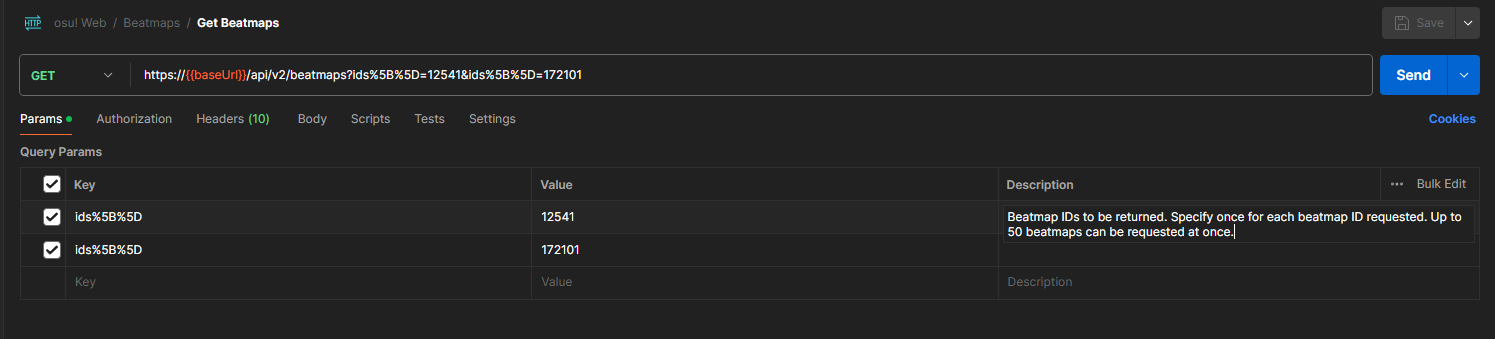 HTTP osu! Web / Beatmaps / Get Beatmaps Save
GET https://{{baseUrl}}/api/v2/beatmaps?ids%5B%5D=12541&ids%5B%5D=172101 Send
Params Authorization Headers (10) Body Scripts Tests Settings Cookies
Query Params
Key Value Description Bulk Edit
ids%5B%5D 12541 Beatmap IDs to be returned. Specify once for each beatmap ID requested. Up to
50 beatmaps can be requested at once.
ids%5B%5D 172101
Key Value Description